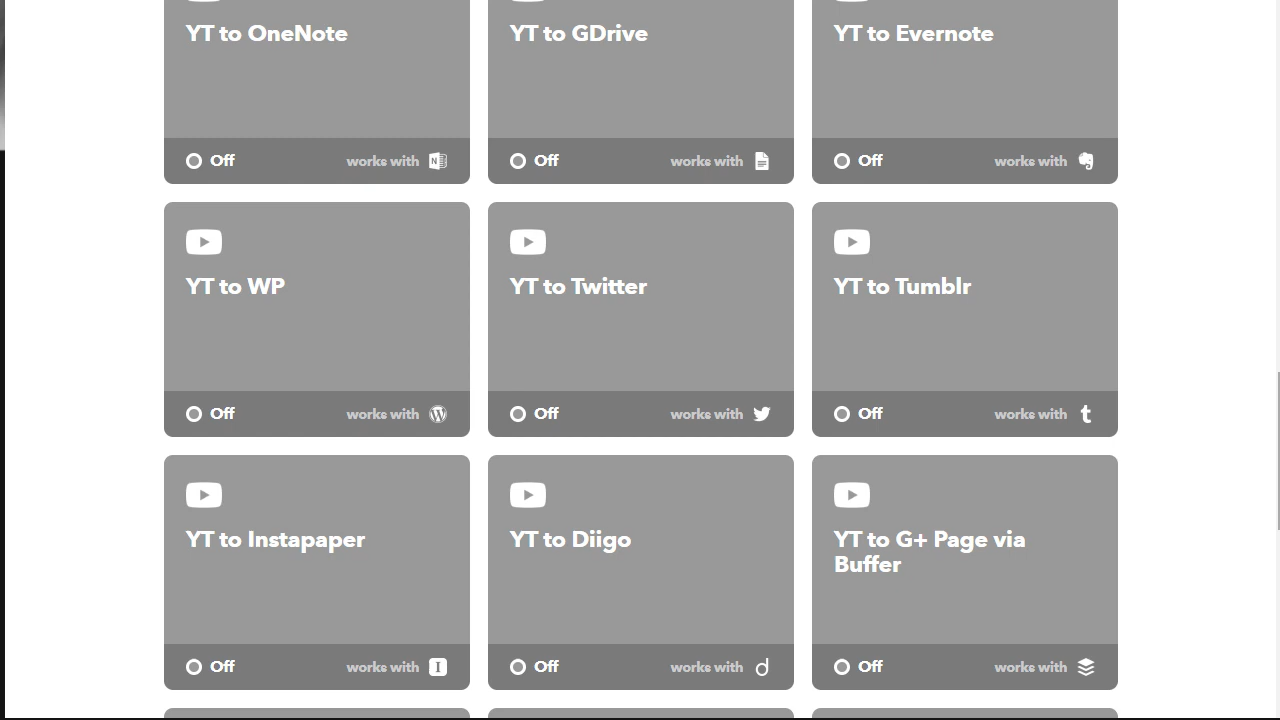 YT to OneNote
YT to GDrive
YT to Evernote
Off works with
Off works with
Off works with
YT to WP
YT to Twitter
YT to Tumblr
Off works with
Off works with
Off works with
YT to Instapaper
YT to Diigo
YT to G+ Page via
Buffer
Off works with
Off works with
Off works with